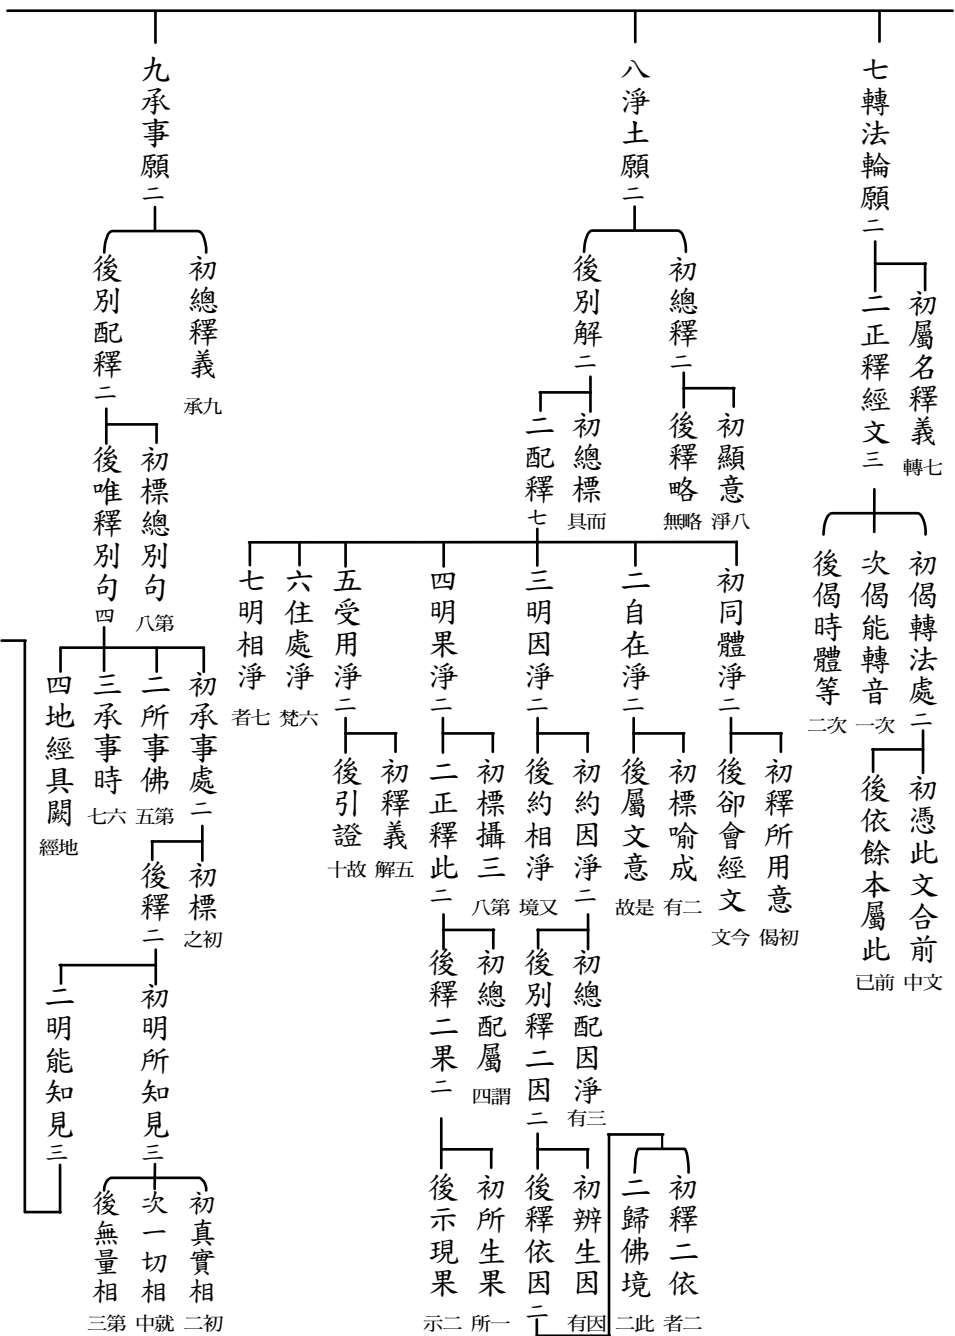 七轉法輪願二
初屬名釋義
轉七
二正釋經文三
初偈轉法處二
初憑此文合前
中文
後依餘本屬此
已前
次偈能轉音
一次
後偈時體等
二次
八淨土願二
初總釋二
初顯意
淨八
後釋略
無略
後別解二
初總標
具而
二配釋七
初同體淨二
初釋所用意
偈初
後卻會經文
文今
二自在淨二
初標喻成
有二
後屬文意
故是
三明因淨二
初約因淨二
初總配因淨
有三
後別釋二因二
初辨生因
有因
後釋依因二
初釋二依
者二
二歸佛境
二此
後約相淨
境又
四明果淨二
初標攝三
八第
二正釋此二
初總配屬
四謂
後釋二果二
初所生果
所一
後示現果
示二
五受用淨二
初釋義
解五
後引證
十故
六住處淨
梵六
七明相淨
者七
九承事願二
初總釋義
承九
後別配釋二
初標總別句
八第
後唯釋別句四
初承事處二
初標
之初
後釋二
初明所知見三
初真實相
二初
次一切相
中就
後無量相
三第
二明能知見三
二所事佛
五第
三承事時
七六
四地經具闕
經地